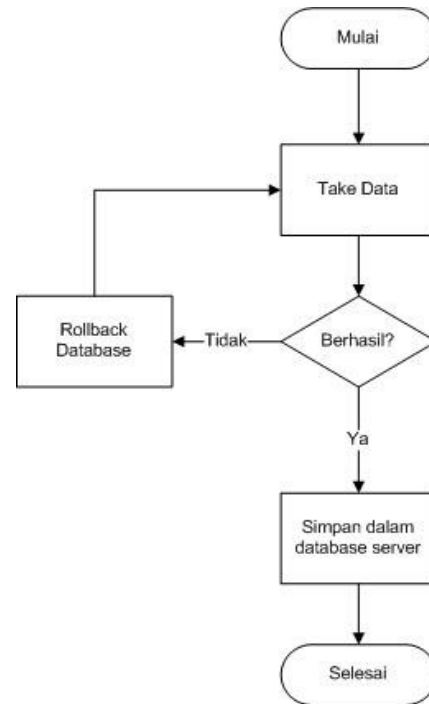 Mulai
Take Data
Berhasil?
Tidak
Rollback
Database
Ya
Simpan dalam
database server
Selesai